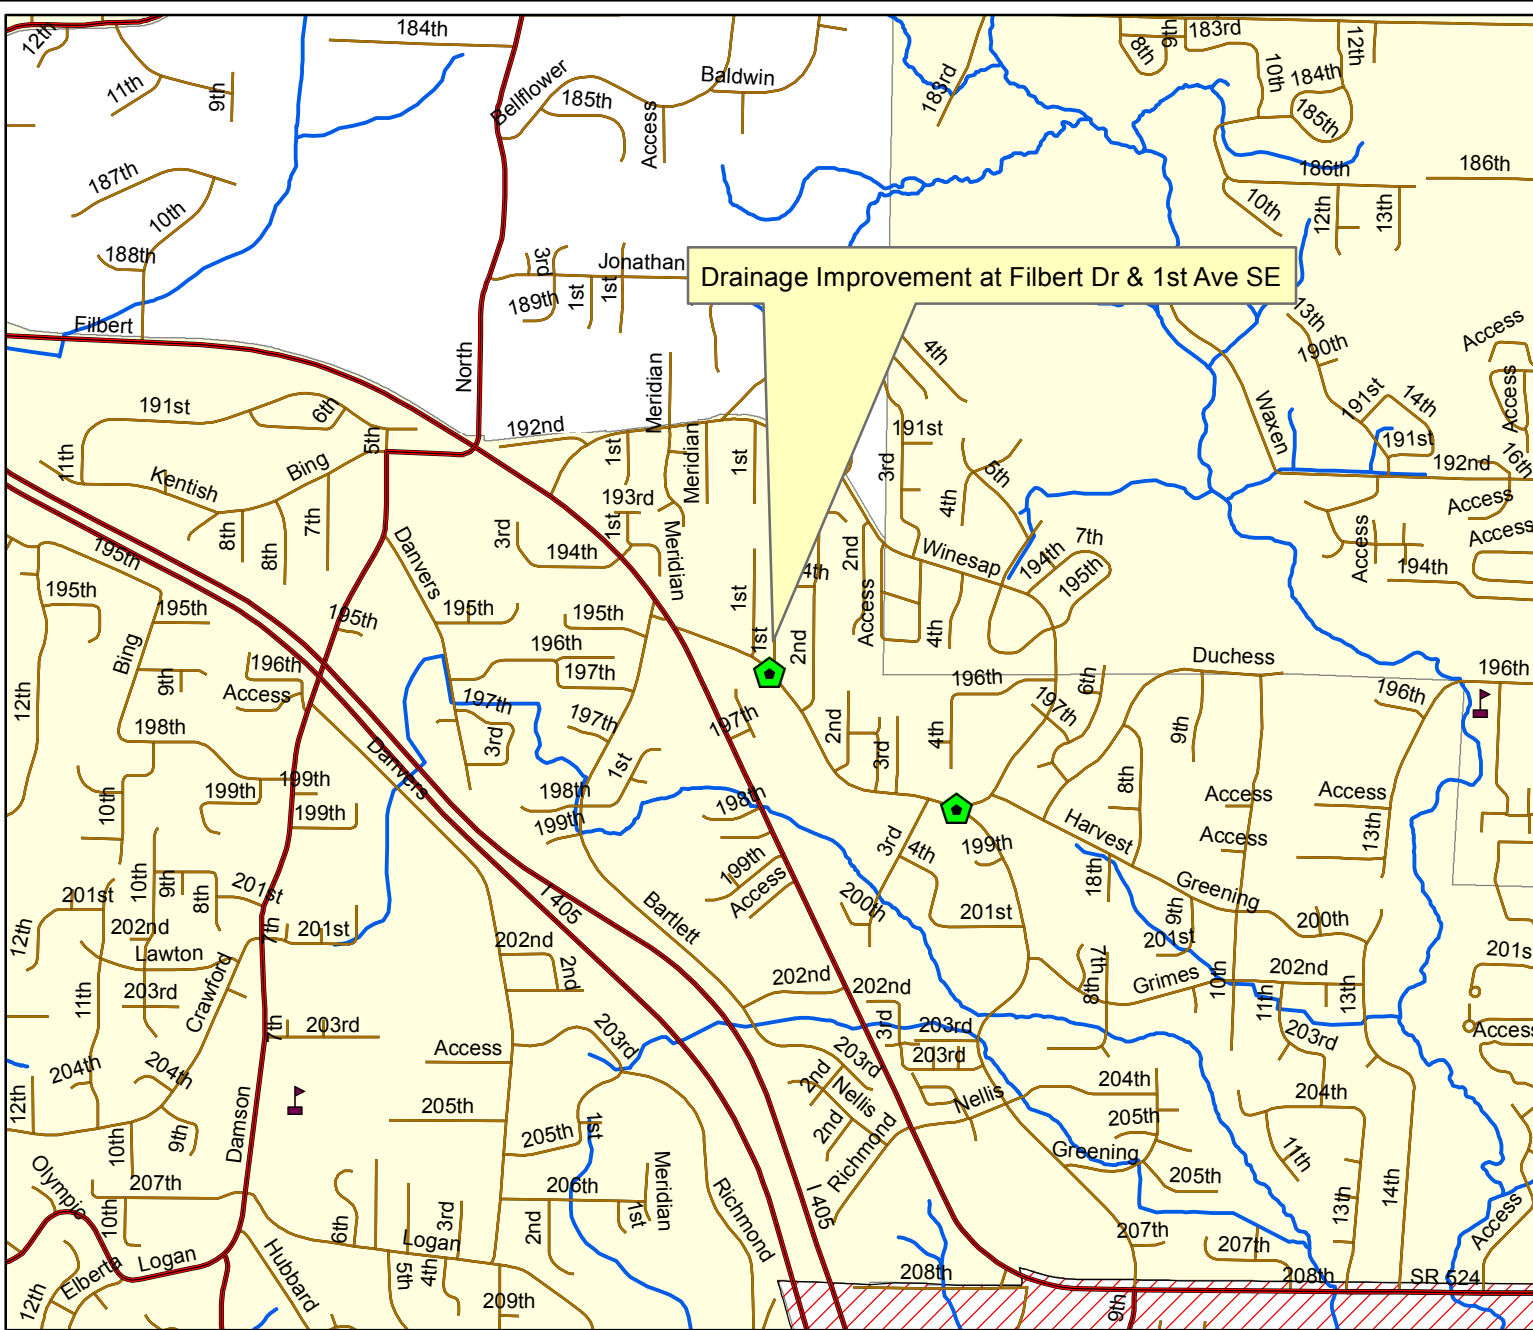 12th
184th
9th
183rd
12th
8th
10th
184th
11th
9th
Bellflower
185th
Baldwin
Access
183rd
185th
187th
186th
186th
10th
10th
12th
13th
188th
3rd
Jonathan
189th
1st
1st
Drainage Improvement at Filbert Dr & 1st Ave SE
13th
Filbert
North
Meridian
4th
190th
Access
191st
6th
5th
192nd
1st
Meridian
1st
191st
3rd
Waxen
191st
14th
191st
Access
16th
11th
Kentish
Bing
193rd
1st
5th
4th
192nd
Access
8th
8th
7th
3rd
194th
Meridian
Danvers
2nd
Winesap
7th
194th
195th
Access
Access
194th
195th
195th
195th
195th
195th
195th
1st
4th
Access
4th
Bing
196th
1st
2nd
Duchess
196th
12th
9th
196th
Access
197th
197th
196th
6th
196th
198th
3rd
197th
1st
197th
2nd
3rd
4th
197th
9th
Danvers
199th
199th
199th
10th
198th
199th
198th
8th
Access
Access
Access
13th
Harvest
3rd
4th
199th
201st
10th
9th
8th
201st
I 405
Bartlett
199th
Access
200th
201st
18th
Greening
9th
200th
12th
202nd
Lawton
7th
201st
202nd
2nd
201st
201s
203rd
11th
Crawford
7th
203rd
202nd
202nd
7th
8th
Grimes
10th
202nd
11th
13th
203rd
Access
204th
204th
Access
203rd
3rd
203rd
203rd
203rd
12th
205th
2nd
Nellis
2nd
Nellis
204th
204th
10th
9th
Damson
205th
1st
Richmond
205th
Greening
11th
Olympic
207th
10th
206th
Meridian
1st
2nd
Richmond
I 405
205th
13th
14th
6th
3rd
Logan
207th
207th
Access
Elberta
Logan
Hubbard
5th
4th
209th
208th
208th
SR 524
12th
9th